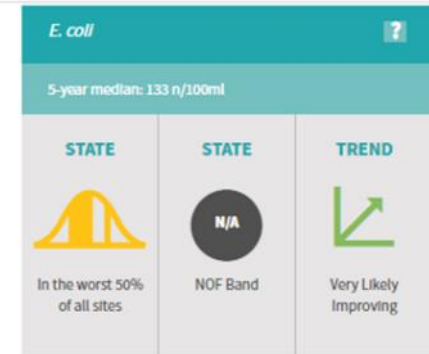 E. coli
?
5-year median: 133 n/100ml
STATE
STATE
TREND
N/A
In the worst 50%
of all sites
NOF Band
Very Likely
Improving